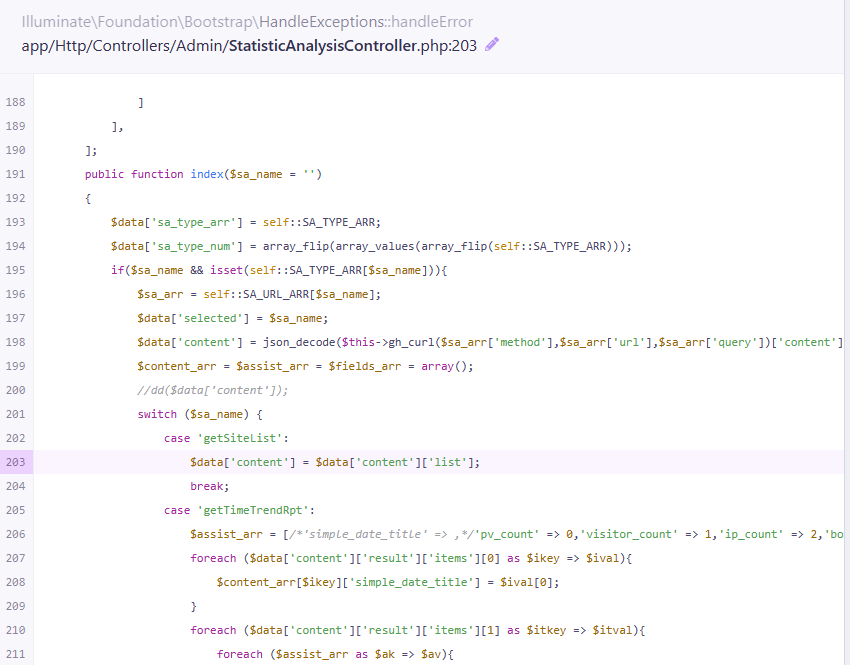 Illuminate\Foundation\Bootstrap\HandleExceptions::handleError
app/Http/Controllers/Admin/StatisticAnalysisController.php:203
188 ]
189 ],
190 ];
191 public function index($sa_name = '')
192 {
193 $data['sa_type_arr'] = self::SA_TYPE_ARR;
194 $data['sa_type_num'] = array_flip(array_values(array_flip(self::SA_TYPE_ARR)));
195 if($sa_name && isset(self::SA_TYPE_ARR[$sa_name])){
196 $sa_arr = self::SA_URL_ARR[$sa_name];
197 $data['selected'] = $sa_name;
198 $data['content'] = json_decode($this->gh_curl($sa_arr['method'],$sa_arr['url'],$sa_arr['query'])['content']
199 $content_arr = $assist_arr = $fields_arr = array();
200 //dd($data['content']);
201 switch ($sa_name) {
202 case 'getSiteList':
203 $data['content'] = $data['content']['list'];
204 break;
205 case 'getTimeTrendRpt':
206 $assist_arr = [/*'simple_date_title' => ,*/'pv_count' => 0,'visitor_count' => 1,'ip_count' => 2,'bo
207 foreach ($data['content']['result']['items'][0] as $ikey => $ival){
208 $content_arr[$ikey]['simple_date_title'] = $ival[0];
209 }
210 foreach ($data['content']['result']['items'][1] as $itkey => $itval){
211 foreach ($assist_arr as $ak => $av){